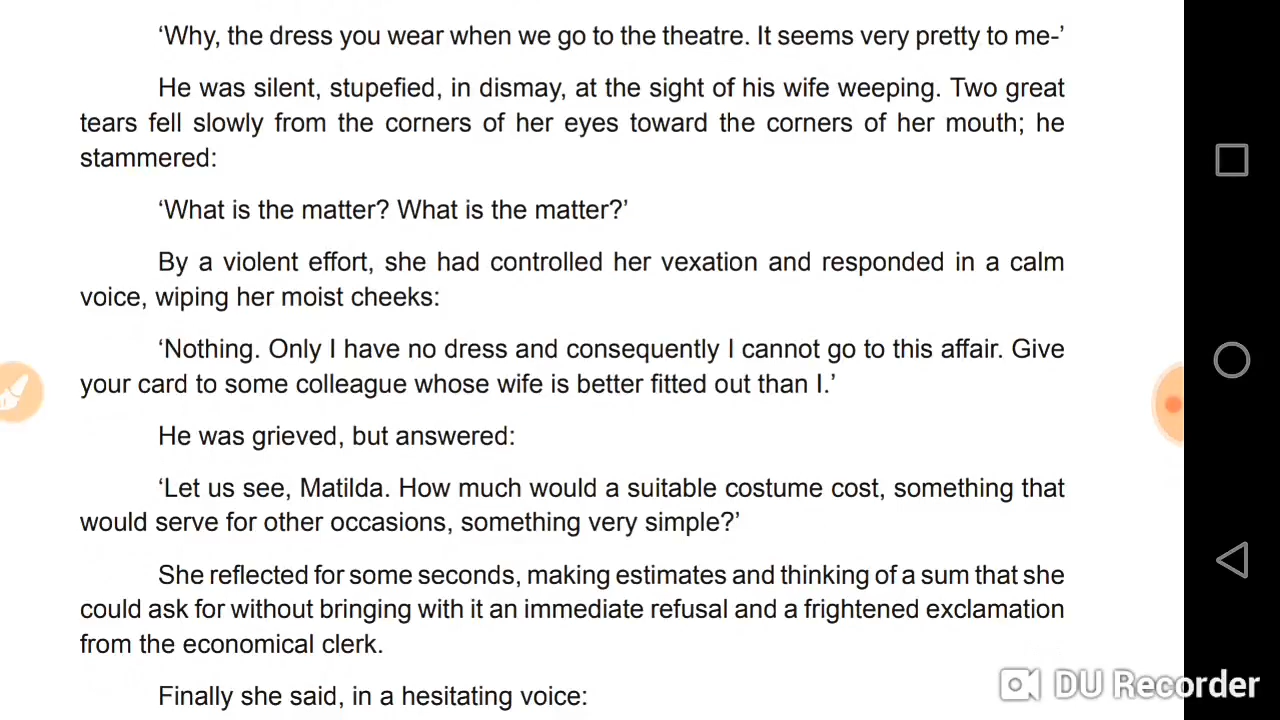 ‘Why, the dress you wear when we go to the theatre. It seems very pretty to me-’
He was silent, stupefied, in dismay, at the sight of his wife weeping. Two great
tears fell slowly from the corners of her eyes toward the corners of her mouth; he
stammered:
‘What is the matter? What is the matter?’
By a violent effort, she had controlled her vexation and responded in a calm
voice, wiping her moist cheeks:
‘Nothing. Only I have no dress and consequently I cannot go to this affair. Give
your card to some colleague whose wife is better fitted out than I.’
He was grieved, but answered:
‘Let us see, Matilda. How much would a suitable costume cost, something that
would serve for other occasions, something very simple?’
She reflected for some seconds, making estimates and thinking of a sum that she
could ask for without bringing with it an immediate refusal and a frightened exclamation
from the economical clerk.
Finally she said, in a hesitating voice:
DU Recorder